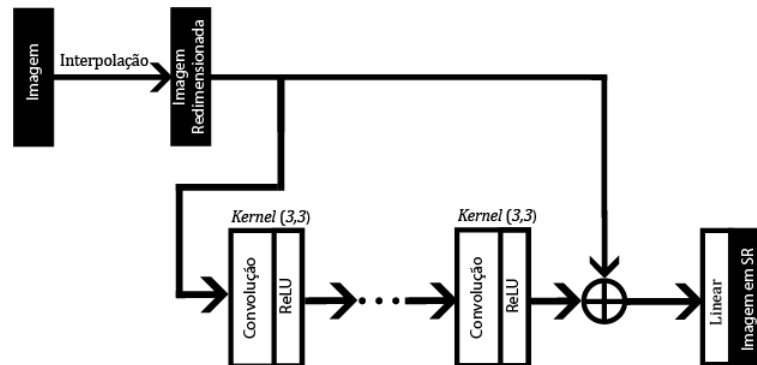 Imagem
Interpolação
Imagem
Redimensionada
Kernel (3,3)
Convolução
ReLU
Kernel (3,3)
Convolução
ReLU
Linear
Imagem em SR